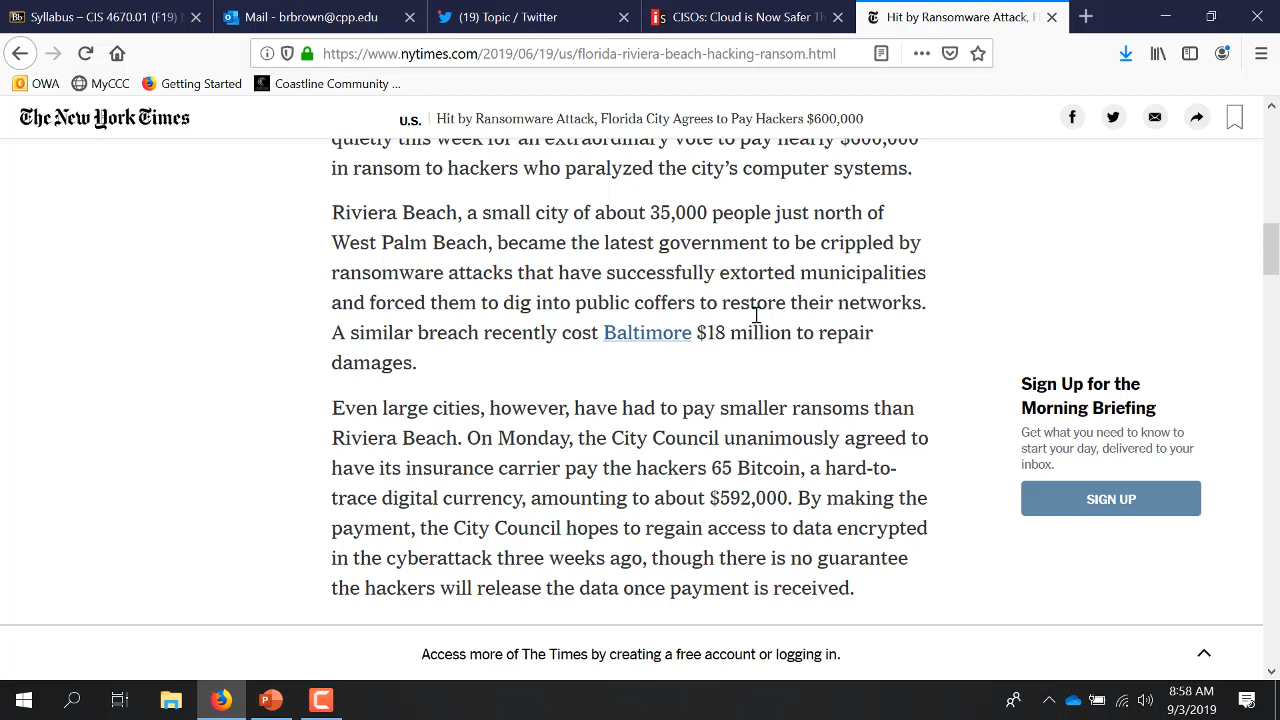 Syllabus – CIS 4670.01 (F19)
Mail - brbrown@cpp.edu
(19) Topic / Twitter
CISOs: Cloud is Now Safer Th
Hit by Ransomware Attack, F
https://www.nytimes.com/2019/06/19/us/florida-riviera-beach-hacking-ransom.html
OWA
MyCCC
Getting Started
Coastline Community ...
The New York Times
U.S. | Hit by Ransomware Attack, Florida City Agrees to Pay Hackers $600,000
quietly this week for an extraordinary vote to pay nearly $600,000
in ransom to hackers who paralyzed the city's computer systems.
Riviera Beach, a small city of about 35,000 people just north of
West Palm Beach, became the latest government to be crippled by
ransomware attacks that have successfully extorted municipalities
and forced them to dig into public coffers to restore their networks.
A similar breach recently cost Baltimore $18 million to repair
damages.
Even large cities, however, have had to pay smaller ransoms than
Riviera Beach. On Monday, the City Council unanimously agreed to
have its insurance carrier pay the hackers 65 Bitcoin, a hard-to-
trace digital currency, amounting to about $592,000. By making the
payment, the City Council hopes to regain access to data encrypted
in the cyberattack three weeks ago, though there is no guarantee
the hackers will release the data once payment is received.
Sign Up for the
Morning Briefing
Get what you need to know to
start your day, delivered to your
inbox.
SIGN UP
Access more of The Times by creating a free account or logging in.
8:58 AM
9/3/2019